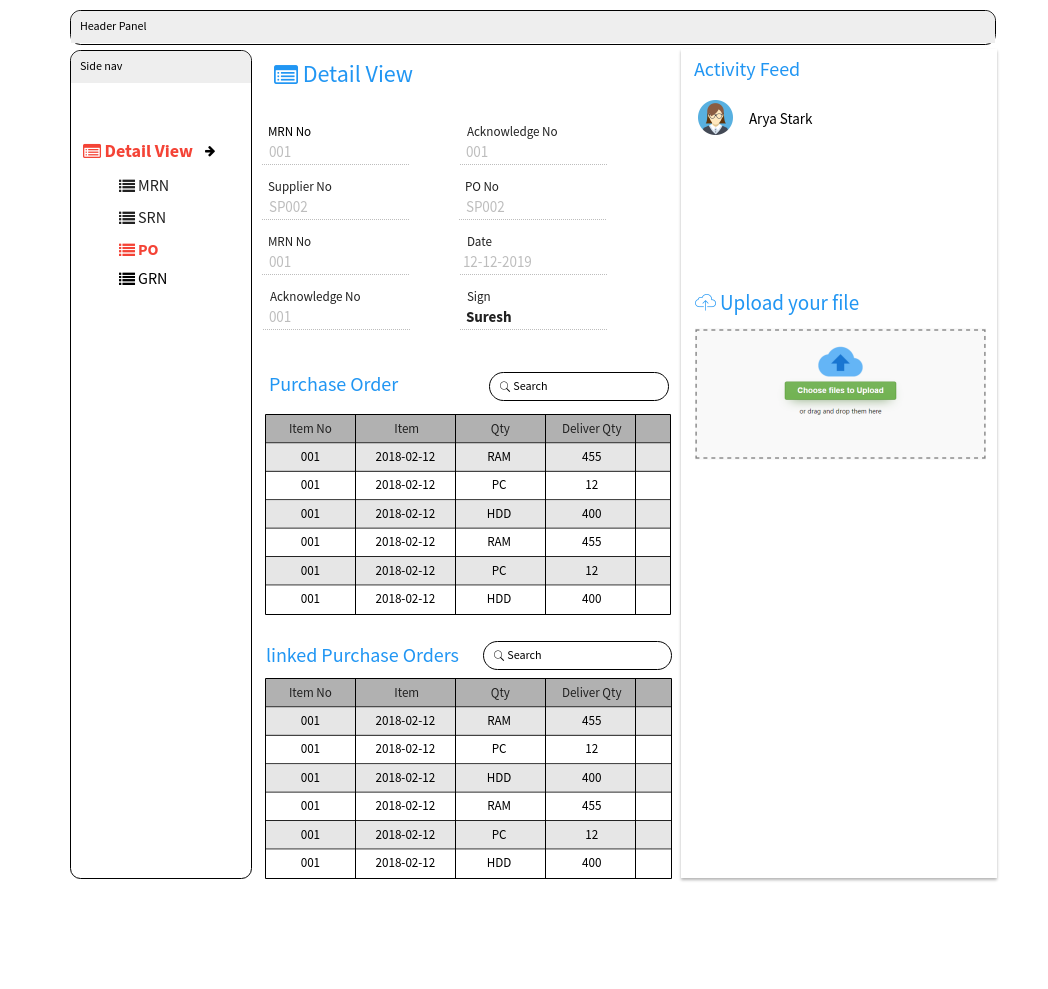 Header Panel
Side nav
Detail View
MRN
SRN
PO
GRN
Detail View
MRN No Acknowledge No
001 001
Supplier No PO No
SP002 SP002
MRN No Date
001 12-12-2019
Acknowledge No Sign
001 Suresh
Purchase Order Search
Item No Item Qty Deliver Qty
001 2018-02-12 RAM 455
001 2018-02-12 PC 12
001 2018-02-12 HDD 400
001 2018-02-12 RAM 455
001 2018-02-12 PC 12
001 2018-02-12 HDD 400
linked Purchase Orders Search
Item No Item Qty Deliver Qty
001 2018-02-12 RAM 455
001 2018-02-12 PC 12
001 2018-02-12 HDD 400
001 2018-02-12 RAM 455
001 2018-02-12 PC 12
001 2018-02-12 HDD 400
Activity Feed
Arya Stark
Upload your file
Choose files to Upload
or drag and drop them here